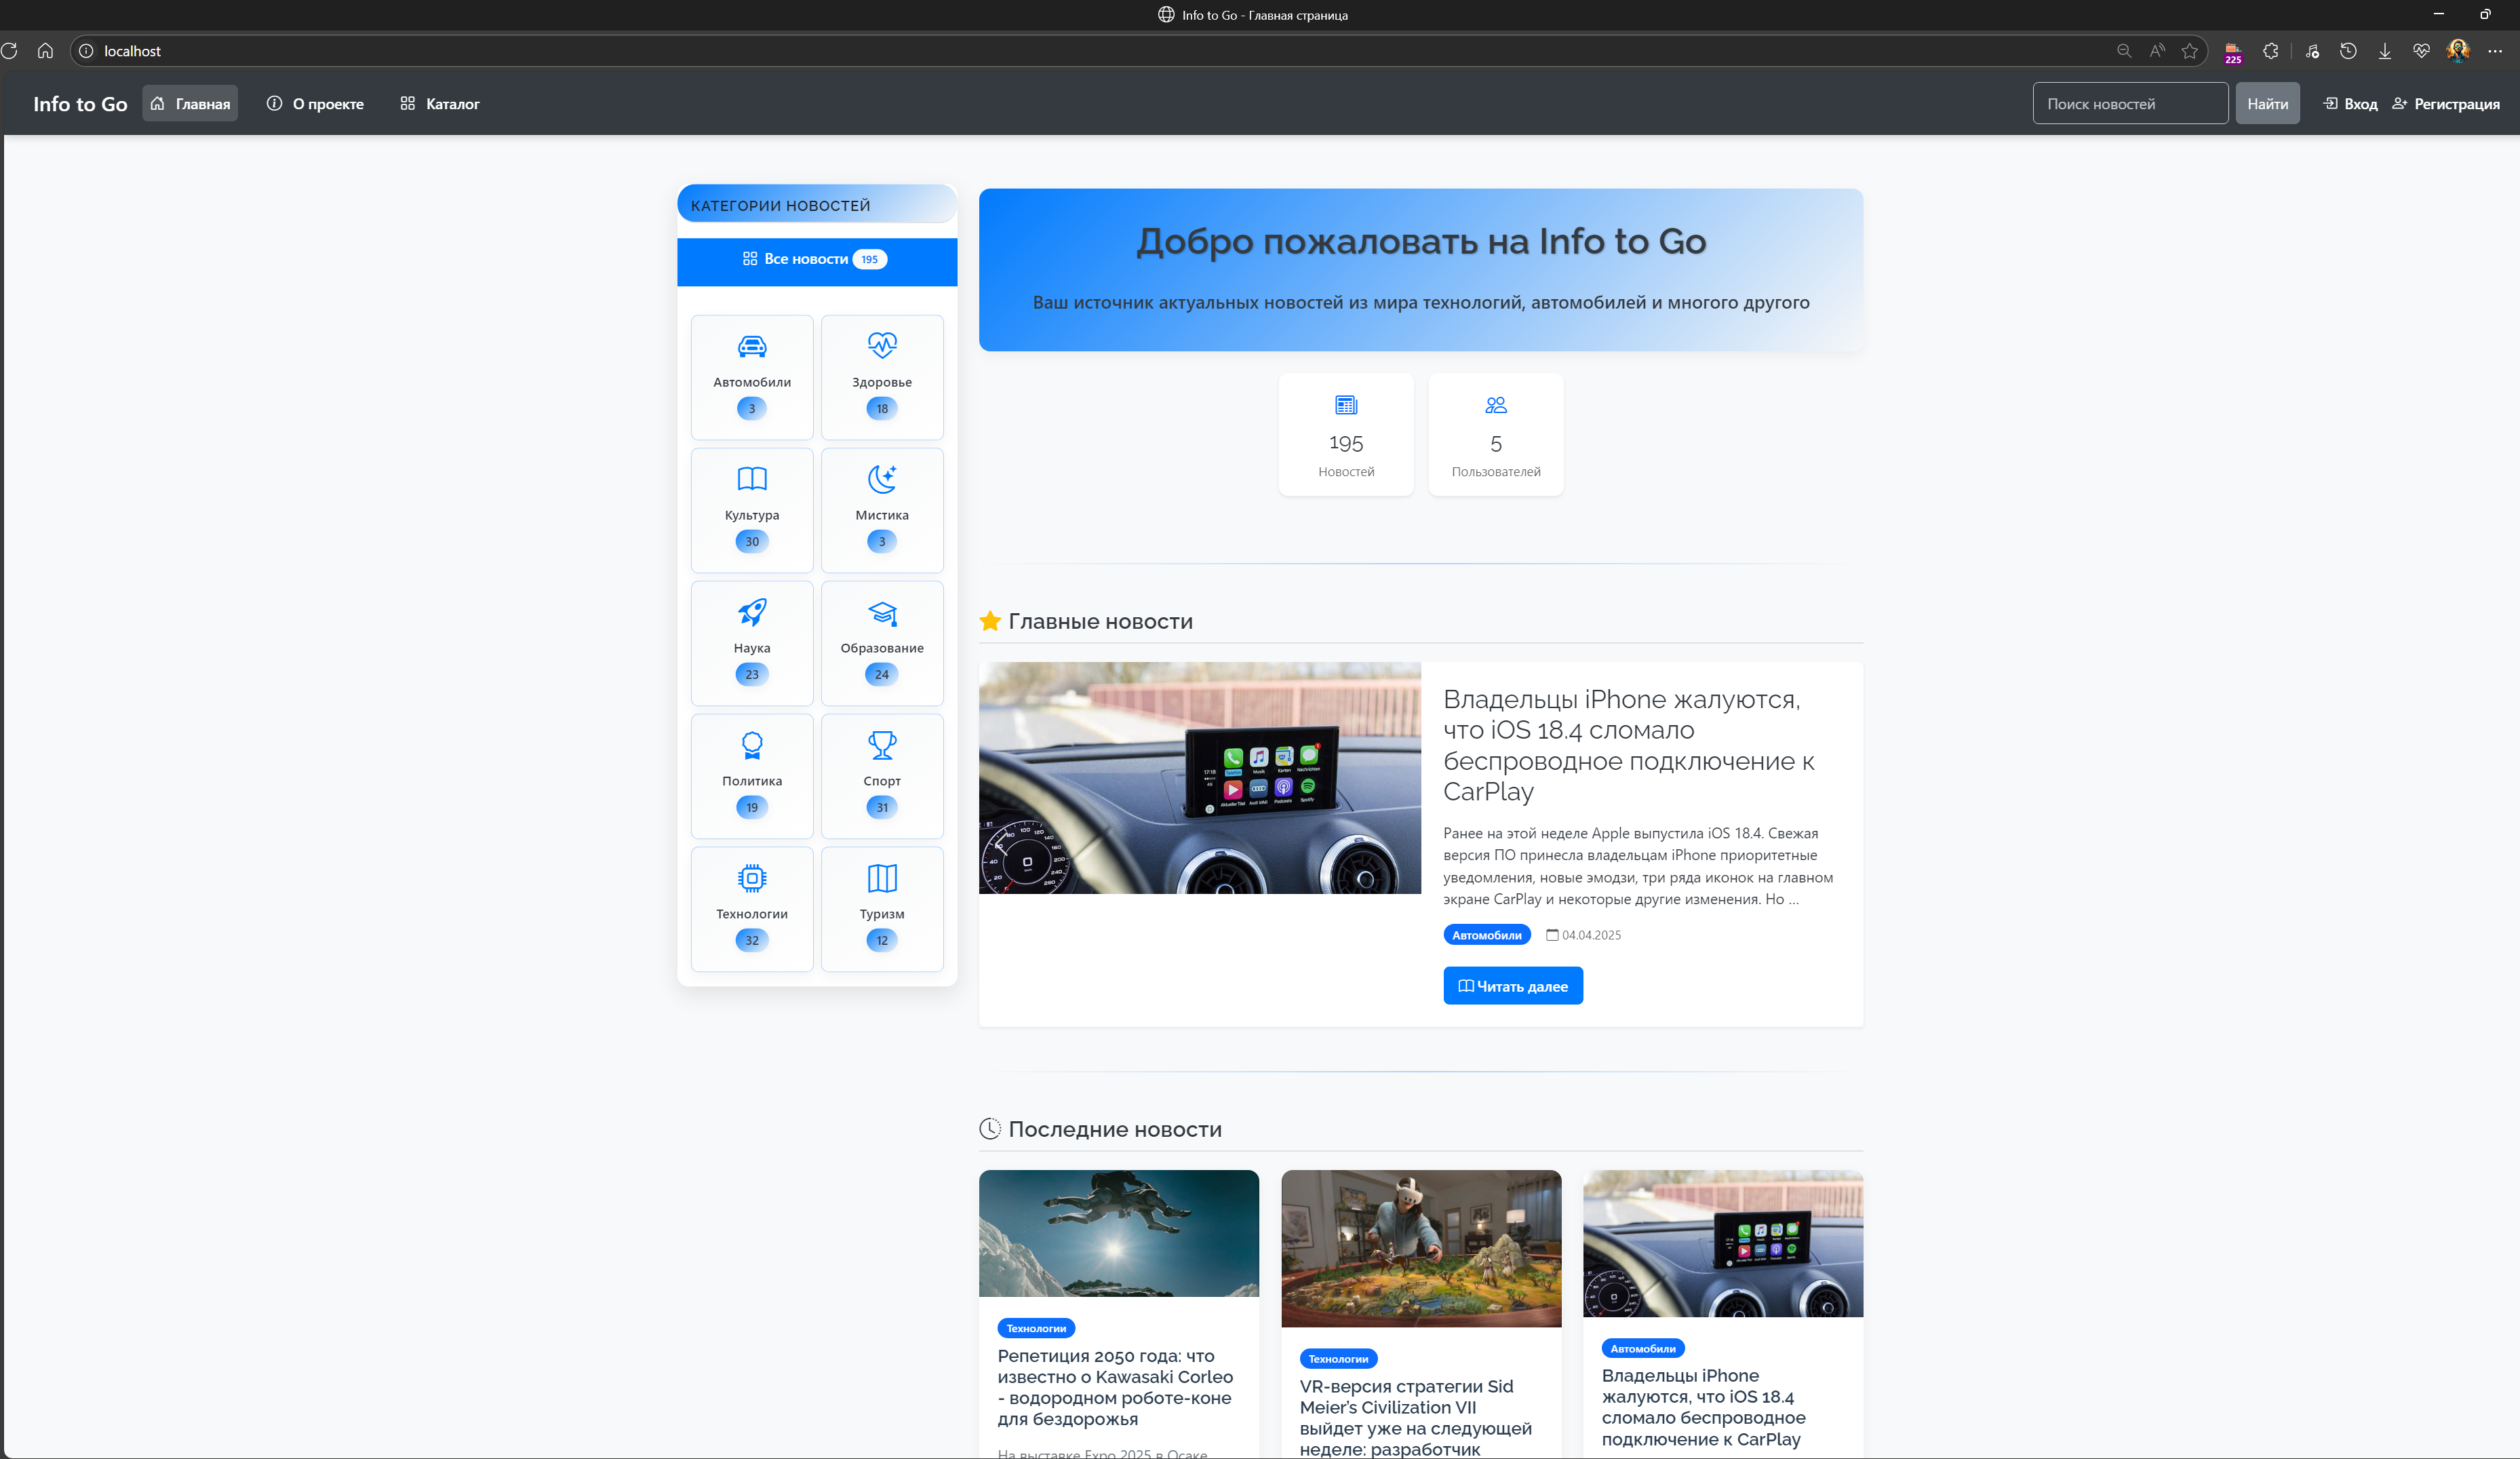 Info to Go - Главная страница
localhost
225
Info to Go
Главная
О проекте
Каталог
Поиск новостей
Найти
Вход
Регистрация
КАТЕГОРИИ НОВОСТЕЙ
Все новости 195
Автомобили
3
Здоровье
18
Культура
30
Мистика
3
Наука
23
Образование
24
Политика
19
Спорт
31
Технологии
32
Туризм
12
Добро пожаловать на Info to Go
Ваш источник актуальных новостей из мира технологий, автомобилей и многого другого
195
Новостей
5
Пользователей
Главные новости
Владельцы iPhone жалуются,
что iOS 18.4 сломало
беспроводное подключение к
CarPlay
Ранее на этой неделе Apple выпустила iOS 18.4. Свежая
версия ПО принесла владельцам iPhone приоритетные
уведомления, новые эмодзи, три ряда иконок на главном
экране CarPlay и некоторые другие изменения. Но ...
Автомобили
04.04.2025
Читать далее
Последние новости
Технологии
Репетиция 2050 года: что
известно о Kawasaki Corleo
- водородном роботе-коне
для бездорожья
На выставке Expo 2025 в Осаке
Технологии
VR-версия стратегии Sid
Meier’s Civilization VII
выйдет уже на следующей
неделе: разработчик
Автомобили
Владельцы iPhone
жалуются, что iOS 18.4
сломало беспроводное
подключение к CarPlay